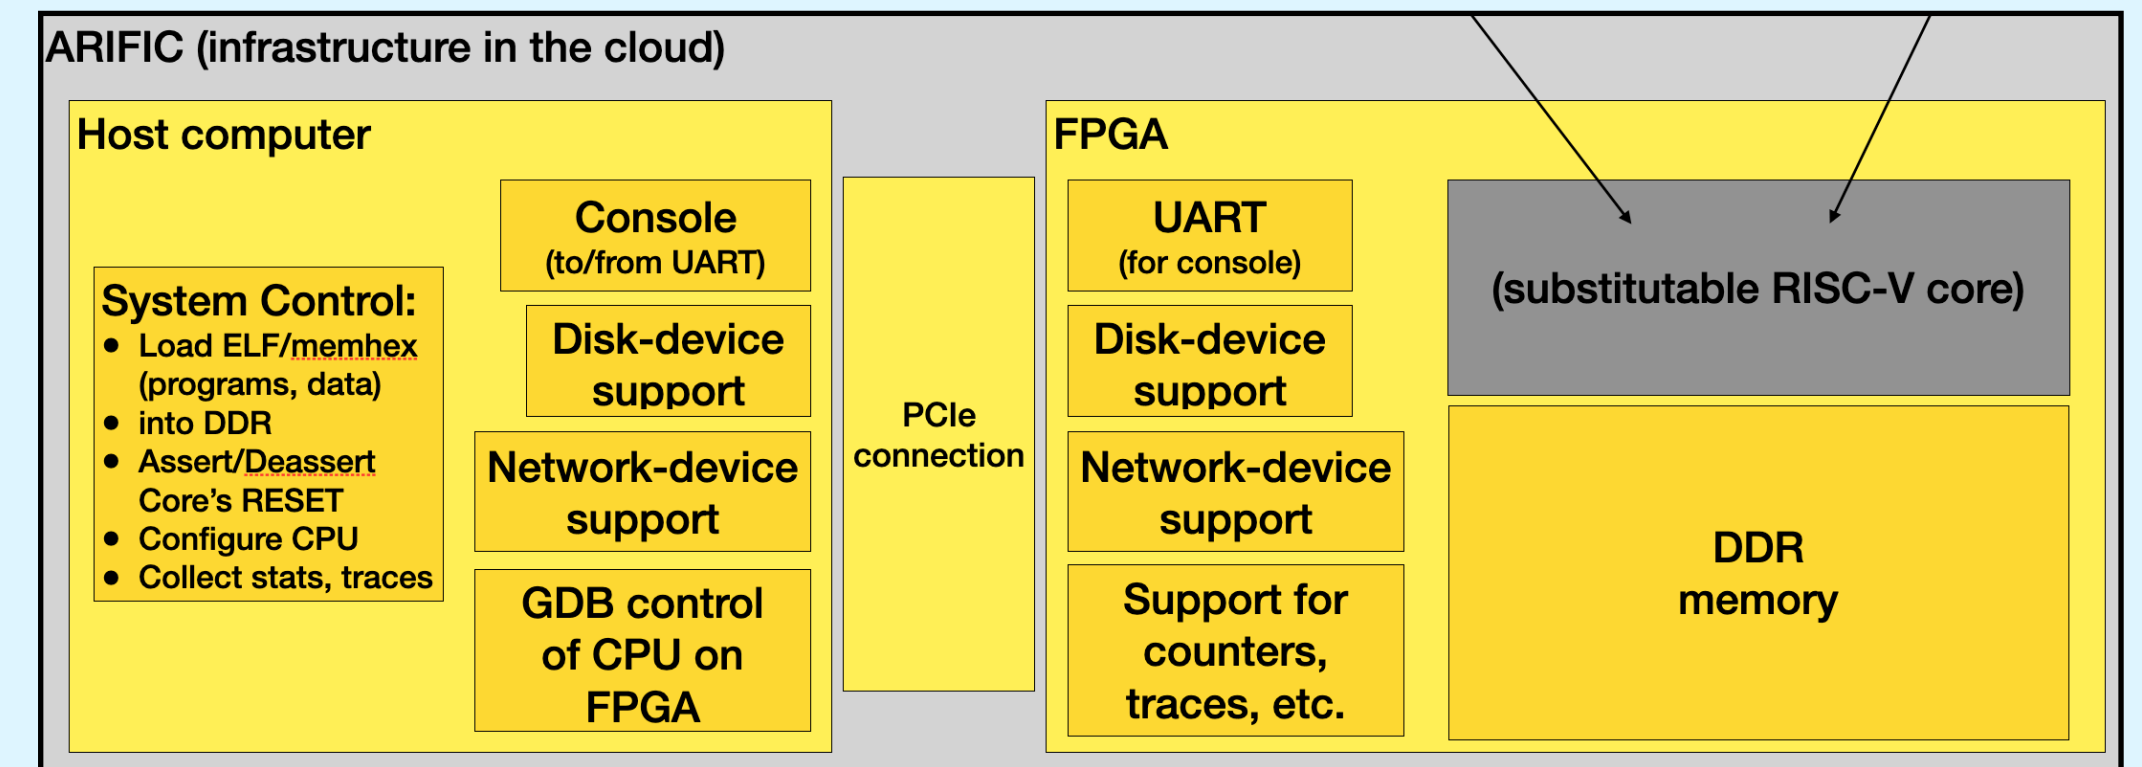 ARIFIC (infrastructure in the cloud)
Host computer
System Control:
• Load ELF/memhex
(programs, data)
• into DDR
• Assert/Deassert
Core’s RESET
• Configure CPU
• Collect stats, traces
Console
(to/from UART)
Disk-device
support
Network-device
support
GDB control
of CPU on
FPGA
PCIe
connection
FPGA
UART
(for console)
Disk-device
support
Network-device
support
Support for
counters,
traces, etc.
(substitutable RISC-V core)
DDR
memory